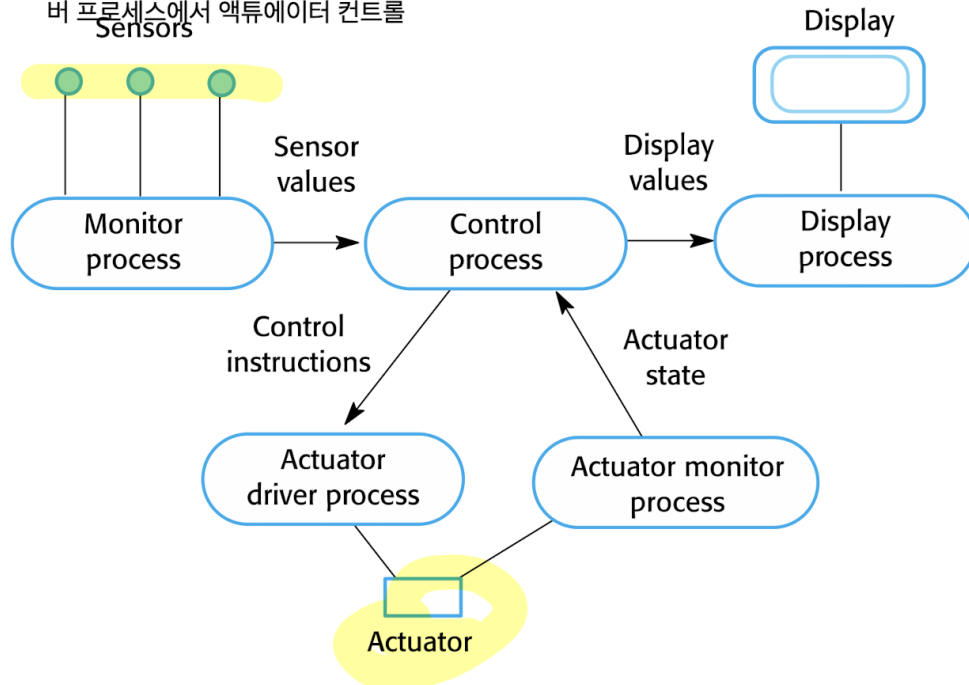 버 프로세스에서 액튜에이터 컨트롤
Sensors
Display
Sensor
values
Display
values
Monitor
process
Control
process
Display
process
Control
instructions
Actuator
state
Actuator
driver process
Actuator monitor
process
Actuator